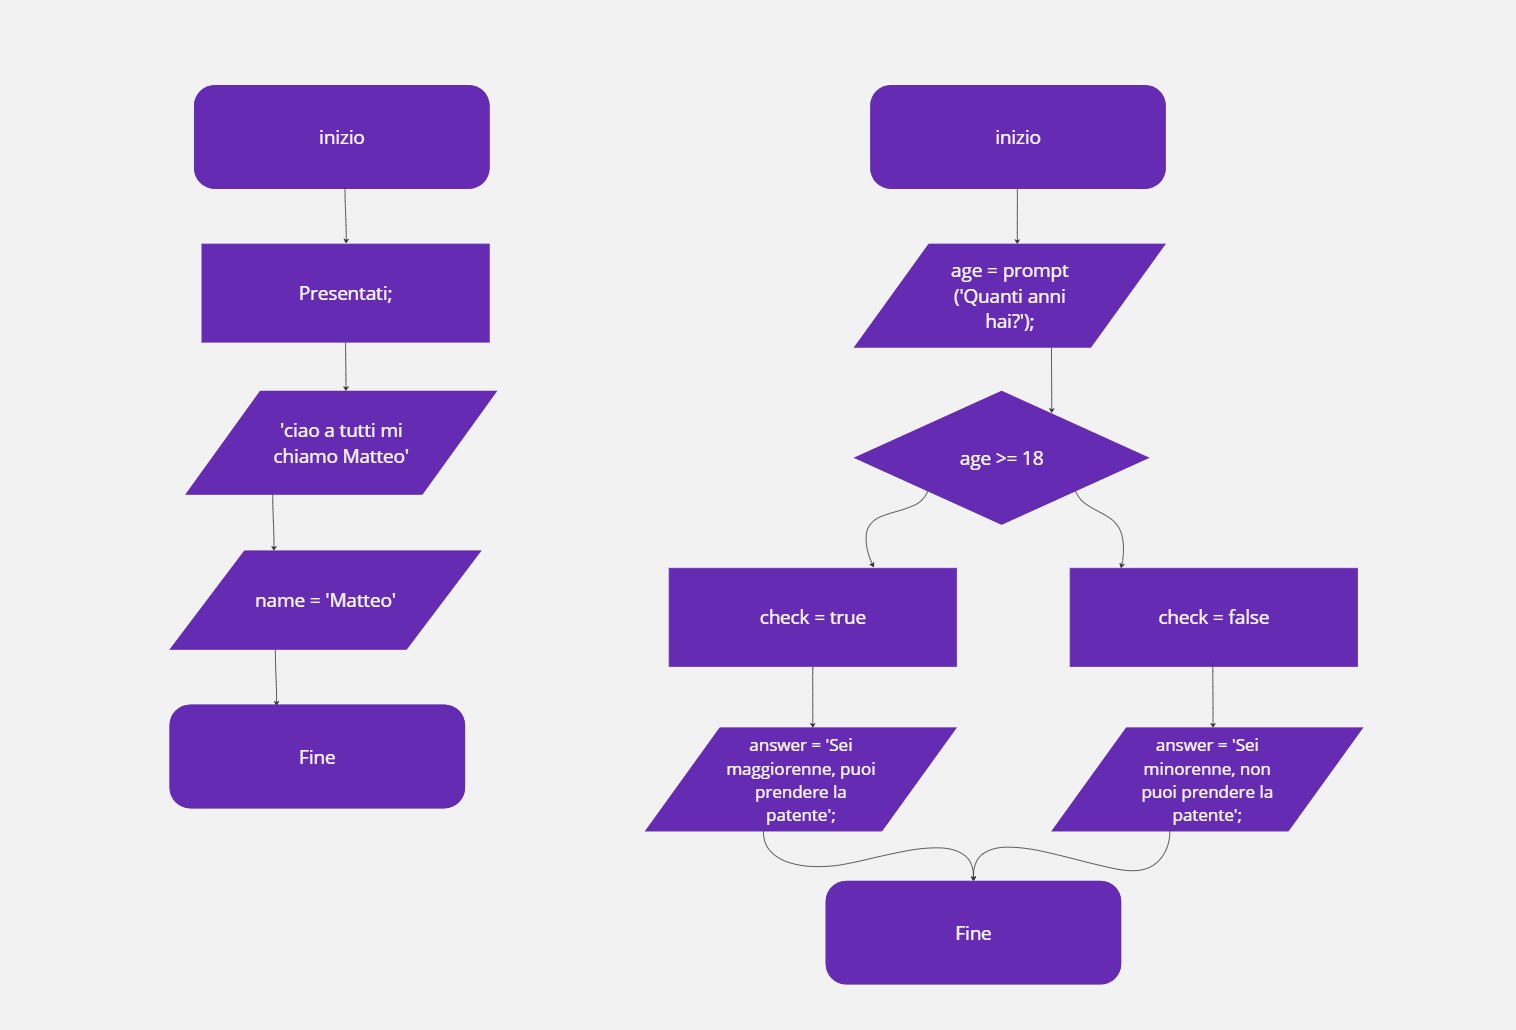 inizio
Presentati;
'ciao a tutti mi
chiamo Matteo'
name = 'Matteo'
Fine
inizio
age = prompt
('Quanti anni
hai?');
age >= 18
check = true
check = false
answer = 'Sei
maggiorenne, puoi
prendere la
patente';
answer = 'Sei
minorenne, non
puoi prendere la
patente';
Fine